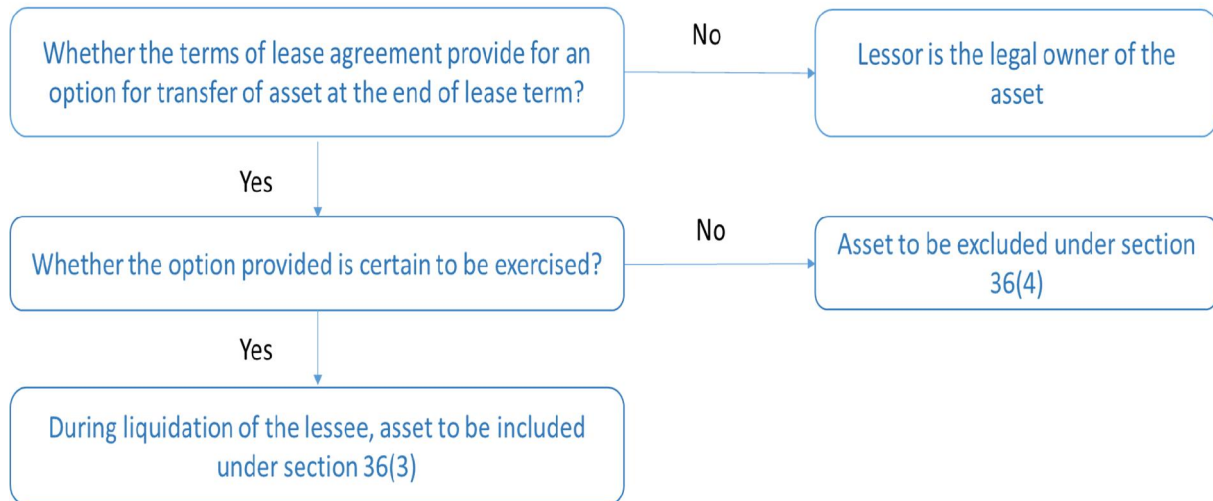 Whether the terms of lease agreement provide for an
option for transfer of asset at the end of lease term?
No
Lessor is the legal owner of the
asset
Yes
Whether the option provided is certain to be exercised?
No
Asset to be excluded under section
36(4)
Yes
During liquidation of the lessee, asset to be included
under section 36(3)